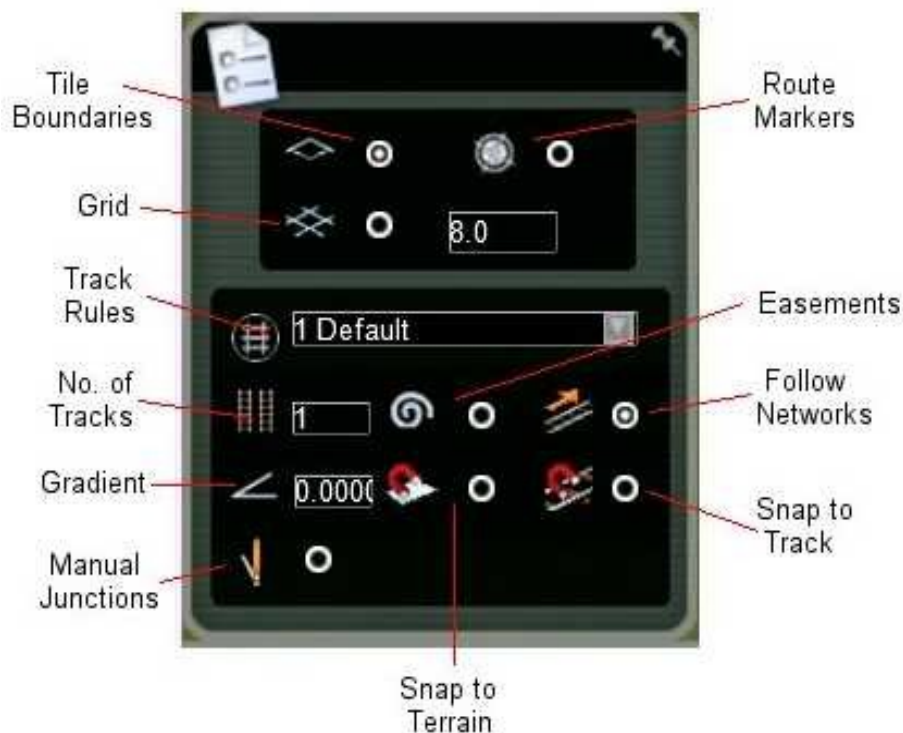 Tile
Boundaries
Route
Markers
Grid
8.0
Track
Rules
1 Default
Easements
No. of
Tracks
1
Follow
Networks
Gradient
0.000
Snap to
Track
Manual
Junctions
Snap to
Terrain